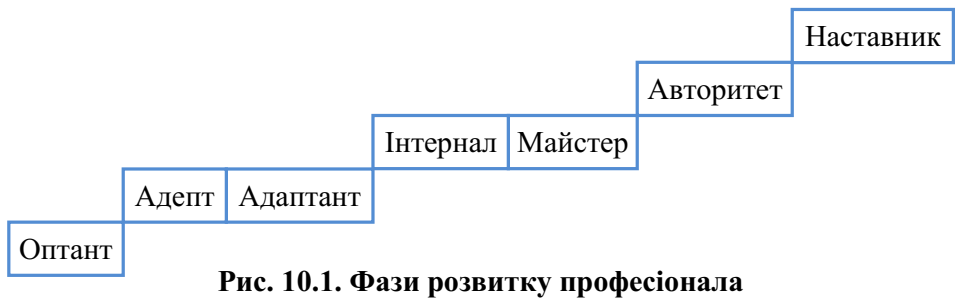 Наставник
Авторитет
Інтернал Майстер
Адепт Адаптант
Оптант
Рис. 10.1. Фази розвитку професіонала